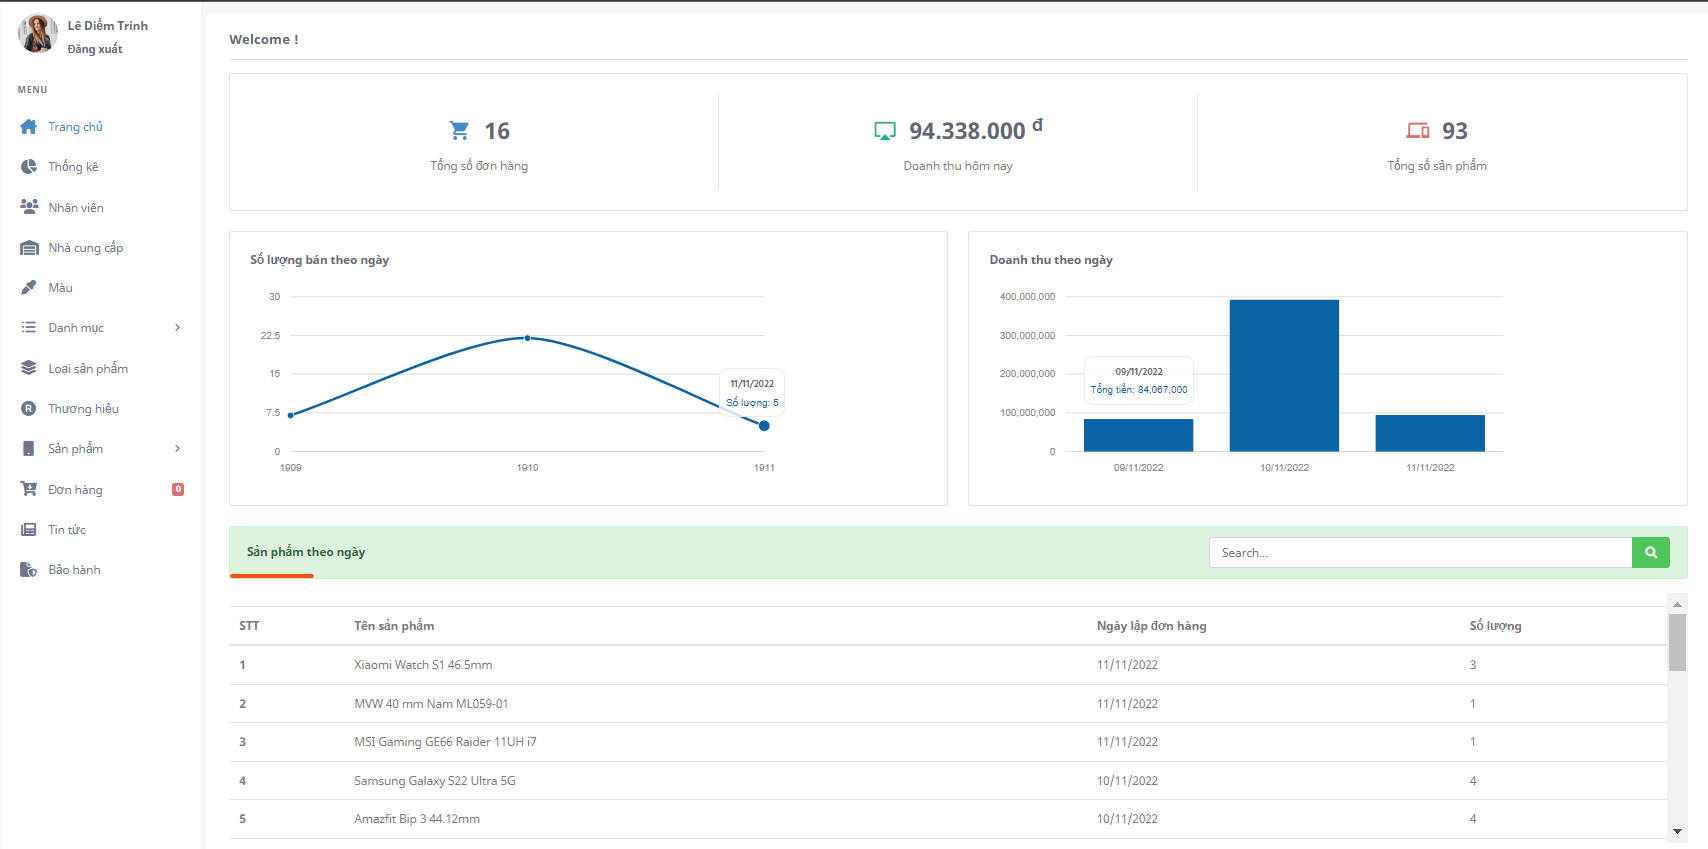 Lê Diểm Trinh
Đăng xuất
MENU
Trang chủ
Thống kê
Nhân viên
Nhà cung cấp
Màu
Danh mục
Loại sản phẩm
R Thương hiệu
Sản phẩm
Đơn hàng 0
Tin tức
Bảo hành
Welcome !
16
Tổng số đơn hàng
94.338.000 đ
Doanh thu hôm nay
93
Tổng số sản phẩm
Số lượng bán theo ngày
30
22.5
15
7.5
0
1909 1910 1911
11/11/2022
Số lượng: 5
Doanh thu theo ngày
400,000,000
300,000,000
200,000,000
100,000,000
0
09/11/2022 10/11/2022 11/11/2022
09/11/2022
Tổng tiền: 84,067,000
Sản phẩm theo ngày
Search...
STT Tên sản phẩm Ngày lập đơn hàng Số lượng
1 Xiaomi Watch S1 46.5mm 11/11/2022 3
2 MVW 40 mm Nam ML059-01 11/11/2022 1
3 MSI Gaming GE66 Raider 11UH i7 11/11/2022 1
4 Samsung Galaxy S22 Ultra 5G 10/11/2022 4
5 Amazfit Bip 3 44.12mm 10/11/2022 4